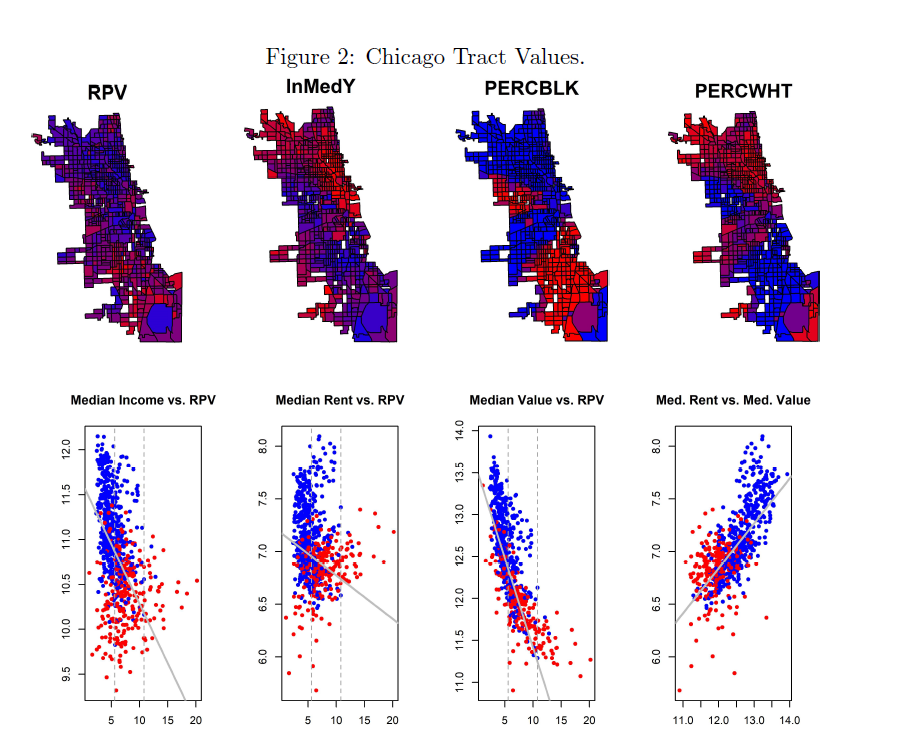 Figure 2: Chicago Tract Values.
RPV
lnMedY
PERCBLK
PERCWHT
Median Income vs. RPV
Median Rent vs. RPV
Median Value vs. RPV
Med. Rent vs. Med. Value
12.0
11.5
11.0
10.5
10.0
9.5
5 10 15 20
8.0
7.5
7.0
6.5
6.0
5 10 15 20
14.0
13.5
13.0
12.5
12.0
11.5
11.0
5 10 15 20
8.0
7.5
7.0
6.5
6.0
11.0 12.0 13.0 14.0